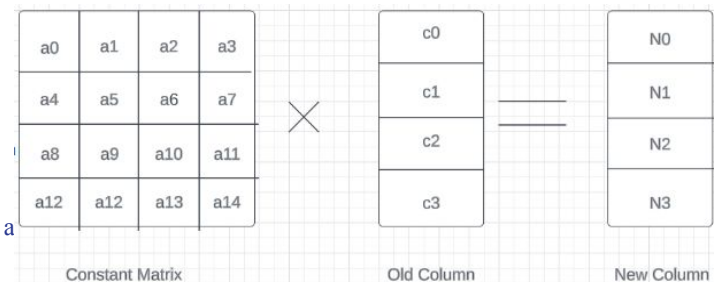 a0 a1 a2 a3 c0 N0
a4 a5 a6 a7 c1 N1
a8 a9 a10 a11 c2 N2
a12 a12 a13 a14 c3 N3
a
Constant Matrix Old Column New Column